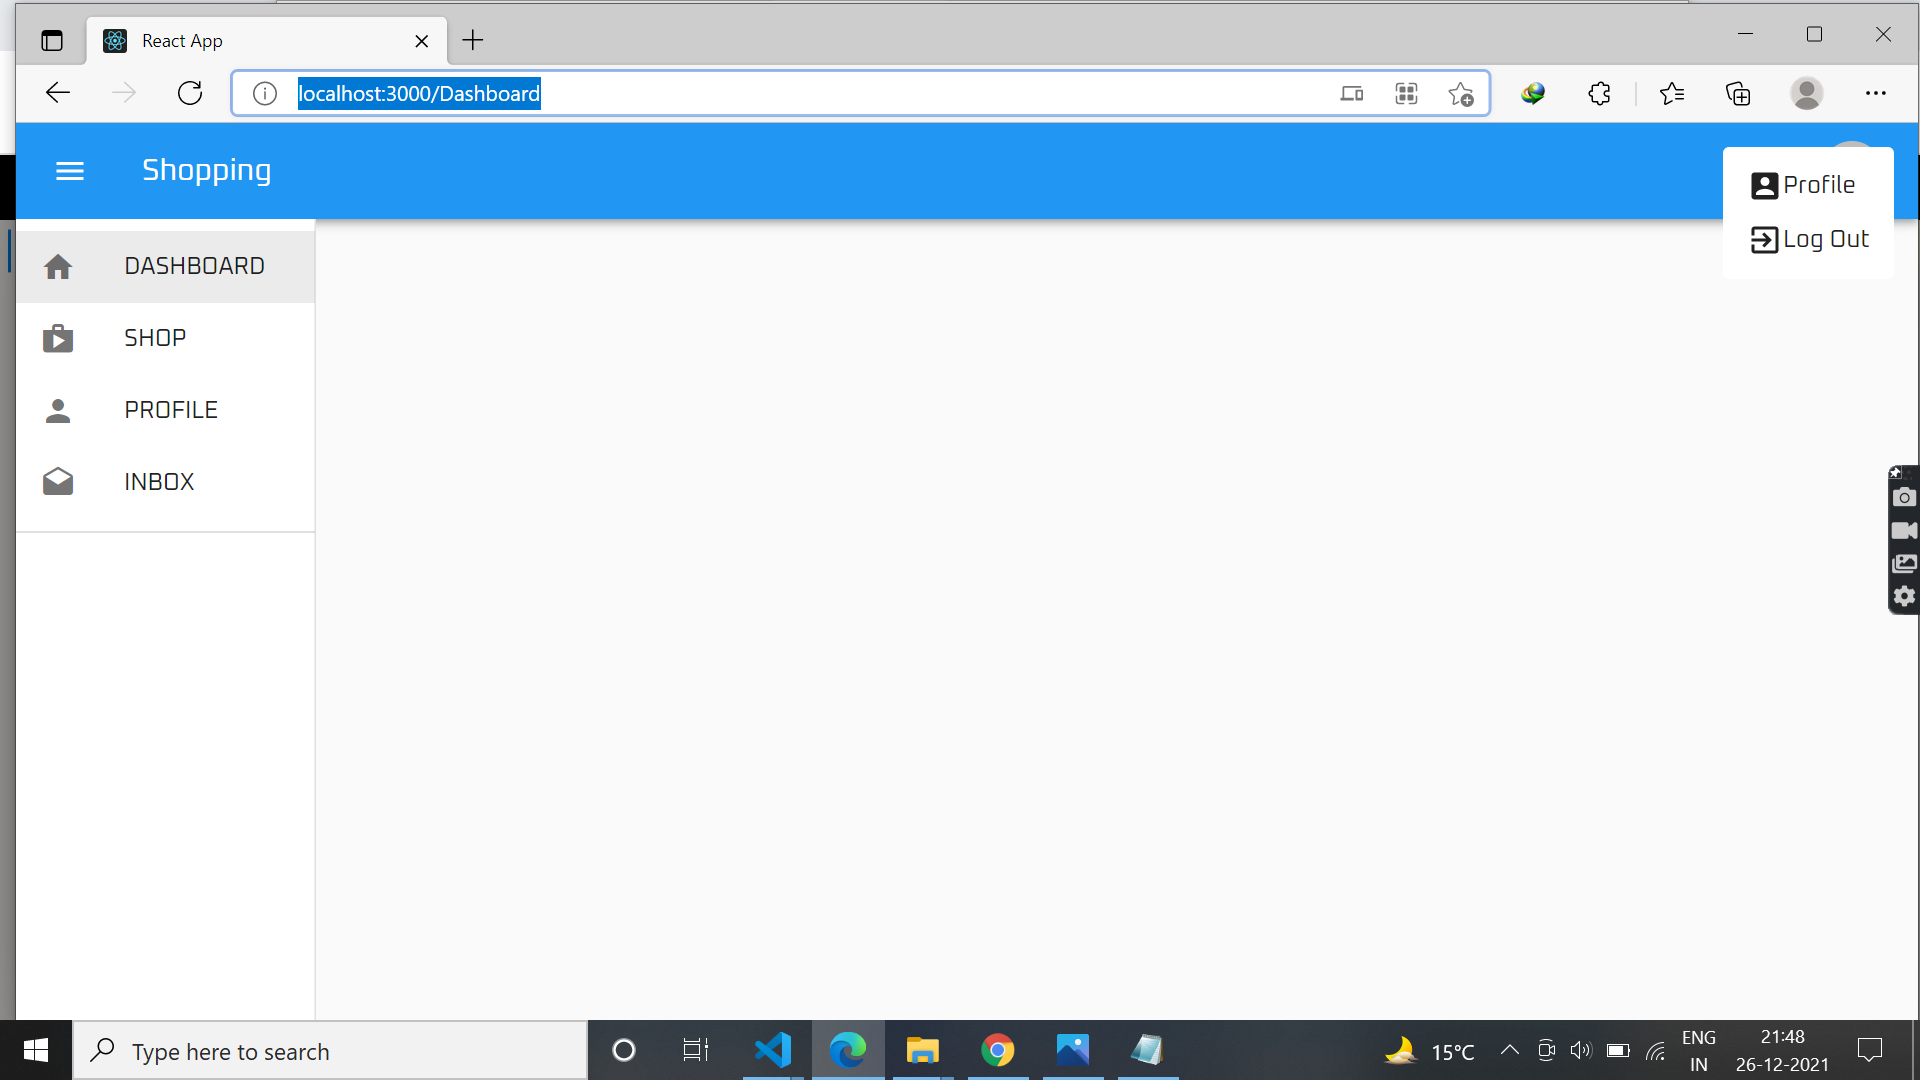 React App
localhost:3000/Dashboard
Shopping
Profile
Log Out
DASHBOARD
SHOP
PROFILE
INBOX
Type here to search
15°C
ENG
IN
21:48
26-12-2021